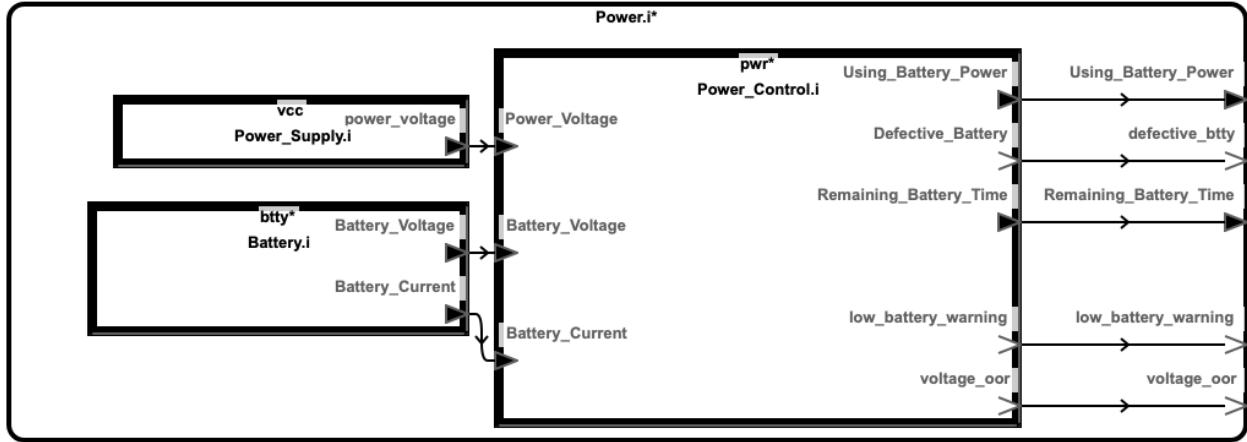 Power.i*
pwr*
Power_Control.i
Using_Battery_Power
Using_Battery_Power
vcc
Power_Supply.i
power_voltage
Power_Voltage
Defective_Battery
defective_btty
Remaining_Battery_Time
Remaining_Battery_Time
btty*
Battery.i
Battery_Voltage
Battery_Voltage
Battery_Current
Battery_Current
low_battery_warning
low_battery_warning
voltage_oor
voltage_oor